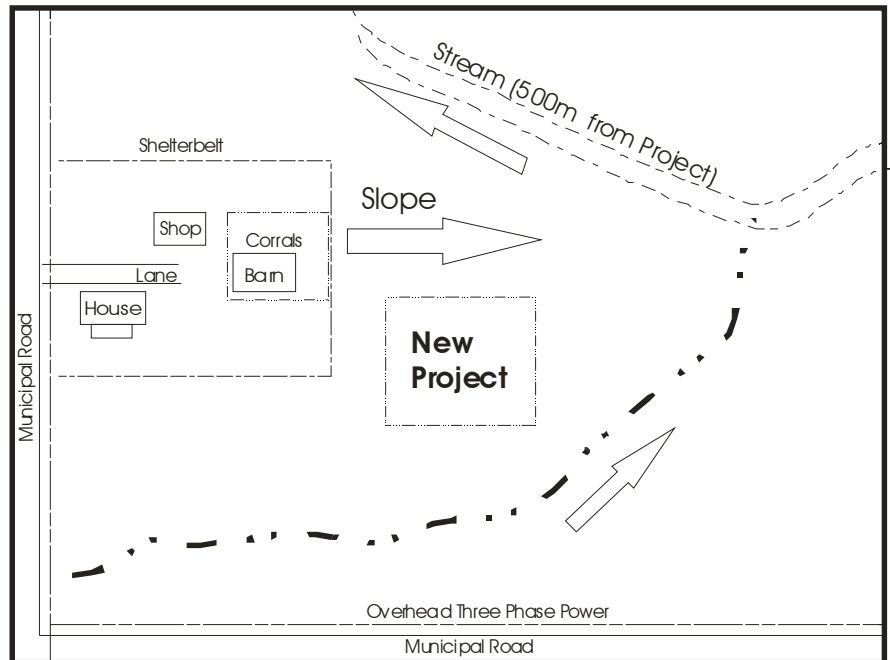 Stream (500m from Project)
Shelterbelt
Slope
Shop
Corrals
Barn
Lane
House
New
Project
Municipal Road
Overhead Three Phase Power
Municipal Road